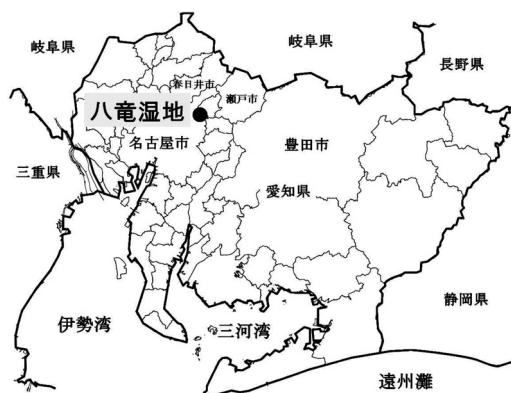 岐阜県
岐阜県
長野県
春日井市
瀬戸市
八竜湿地
名古屋市
豊田市
三重県
愛知県
静岡県
伊勢湾
三河湾
遠州灘